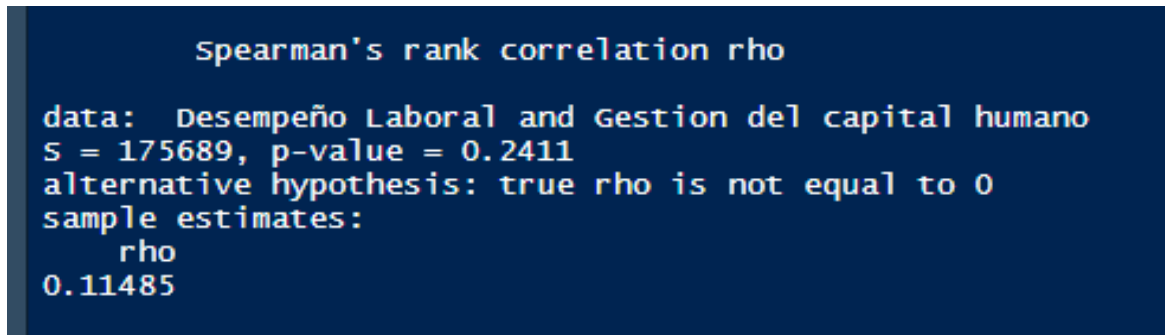 Spearman's rank correlation rho
data:  Desempeño Laboral and Gestion del capital humano
S = 175689, p-value = 0.2411
alternative hypothesis: true rho is not equal to 0
sample estimates:
rho
0.11485